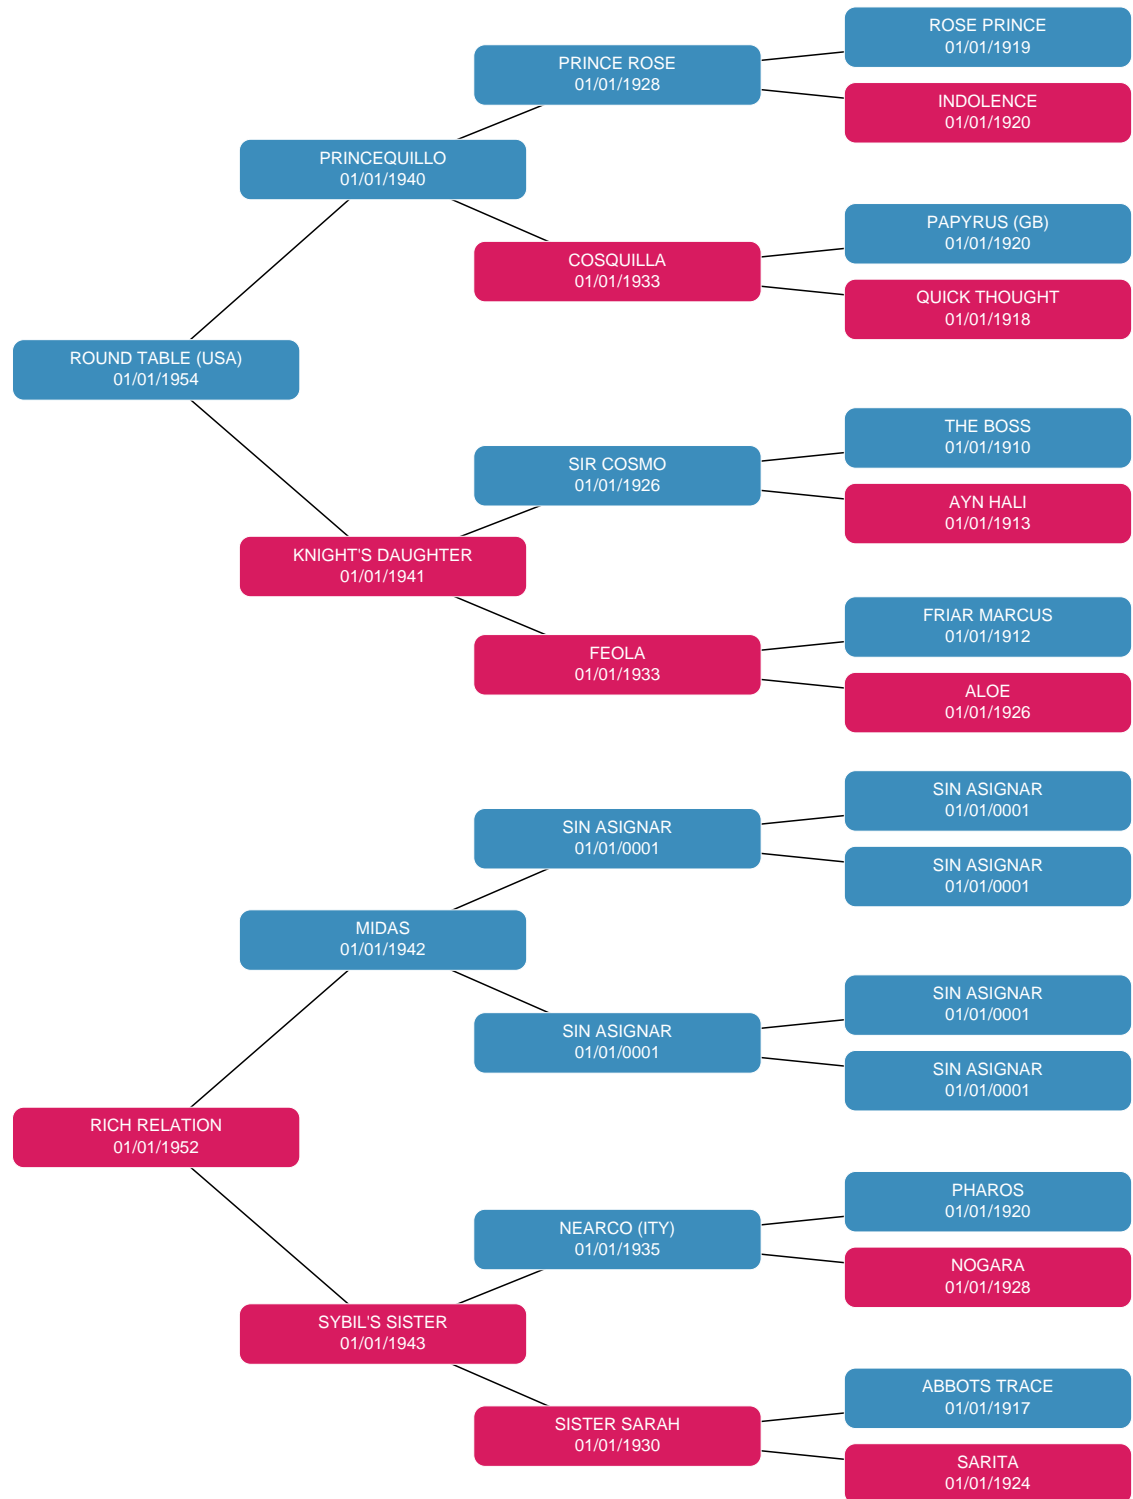 ROSE PRINCE
01/01/1919
PRINCE ROSE
01/01/1928
INDOLENCE
01/01/1920
PRINCEQUILLO
01/01/1940
PAPYRUS (GB)
01/01/1920
COSQUILLA
01/01/1933
QUICK THOUGHT
01/01/1918
ROUND TABLE (USA)
01/01/1954
THE BOSS
01/01/1910
SIR COSMO
01/01/1926
AYN HALI
01/01/1913
KNIGHT'S DAUGHTER
01/01/1941
FRIAR MARCUS
01/01/1912
FEOLA
01/01/1933
ALOE
01/01/1926
SIN ASIGNAR
01/01/0001
SIN ASIGNAR
01/01/0001
SIN ASIGNAR
01/01/0001
MIDAS
01/01/1942
SIN ASIGNAR
01/01/0001
SIN ASIGNAR
01/01/0001
SIN ASIGNAR
01/01/0001
RICH RELATION
01/01/1952
PHAROS
01/01/1920
NEARCO (ITY)
01/01/1935
NOGARA
01/01/1928
SYBIL'S SISTER
01/01/1943
ABBOTS TRACE
01/01/1917
SISTER SARAH
01/01/1930
SARITA
01/01/1924